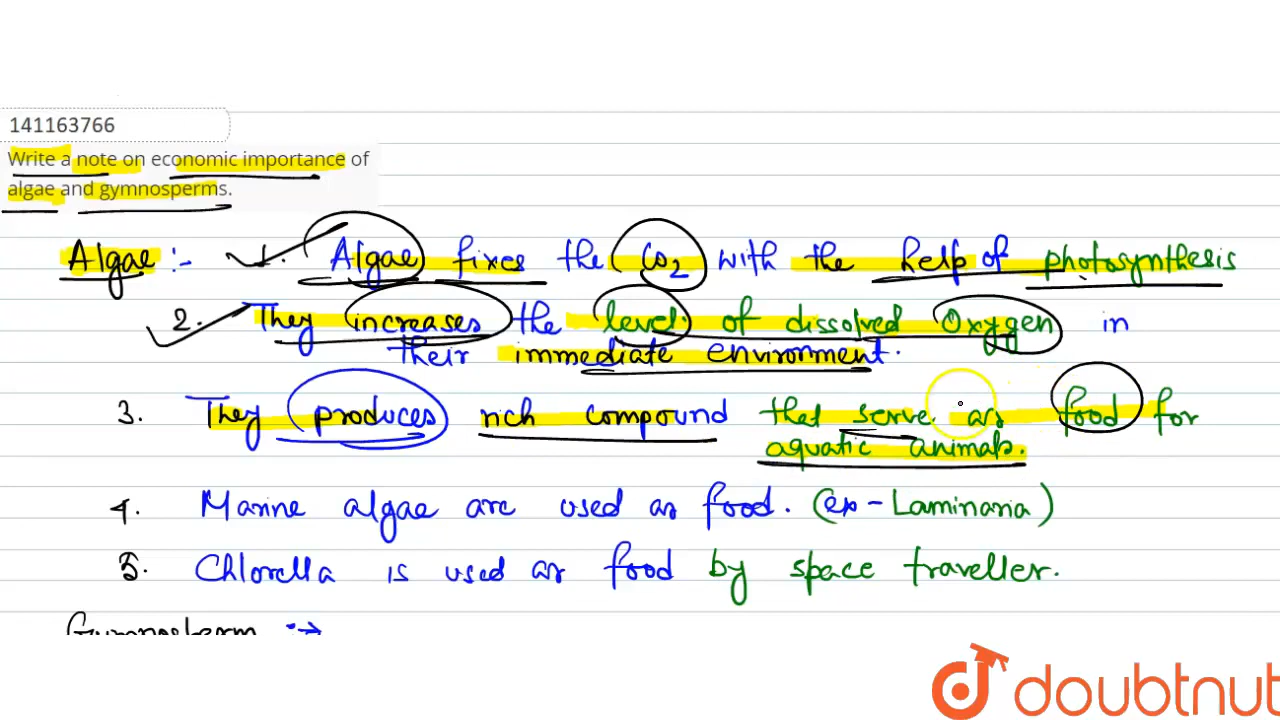 141163766
Write a note on economic importance of
algae and gymnosperms.
Algae :- 1. Algae fixes the CO2 with the help of photosynthesis
2. They increases the level of dissolved Oxygen in
their immediate environment.
3. They produces rich compound that serve as food for
aquatic animals.
4. Marine algae are used as food. (ex - Laminaria)
5. Chlorella is used as food by space traveller.
Gymnosperm :→
doubtnut